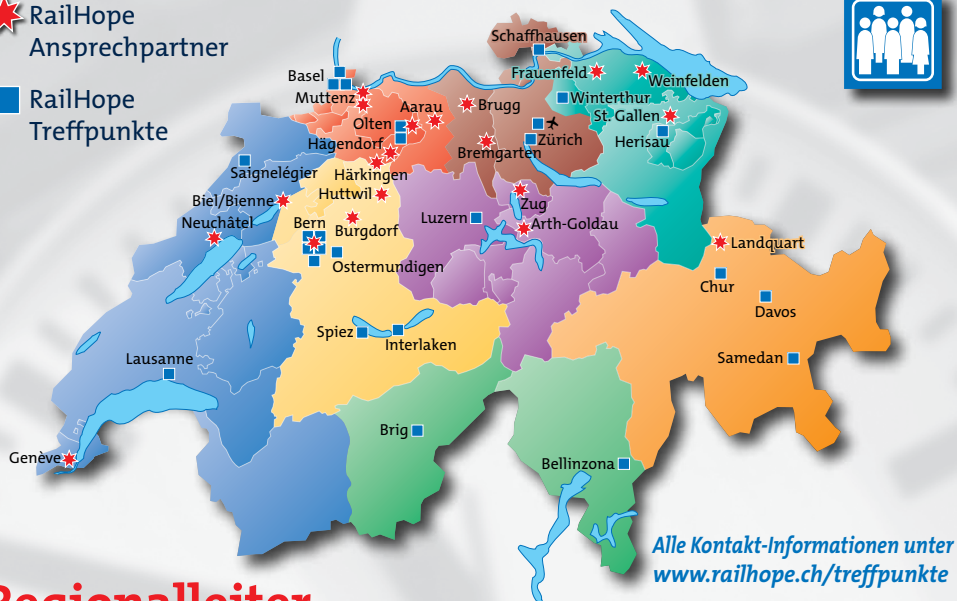 RailHope
Ansprechpartner
RailHope
Treffpunkte
Schaffhausen
Basel
Frauenfeld
Weinfelden
Muttenz
Aarau
Brugg
Winterthur
Olten
St. Gallen
Zürich
Hägendorf
Bremgarten
Herisau
Saignelégier
Härkingen
Huttwil
Biel/Bienne
Zug
Neuchâtel
Bern
Burgdorf
Luzern
Arth-Goldau
Landquart
Ostermundigen
Chur
Davos
Spiez
Interlaken
Lausanne
Samedan
Brig
Genève
Bellinzona
Alle Kontakt-Informationen unter
www.railhope.ch/treffpunkte
Regionalleiter